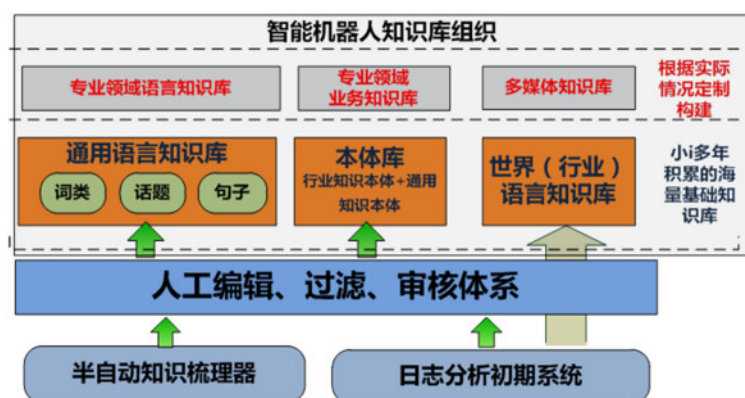 智能机器人知识库组织
专业领域语言知识库
专业领域
业务知识库
多媒体知识库
根据实际
情况定制
构建
通用语言知识库
词类
话题
句子
本体库
行业知识本体+通用
知识本体
世界（行业）
语言知识库
小i多年
积累的海
量基础知
识库
人工编辑、过滤、审核体系
半自动知识梳理器
日志分析初期系统